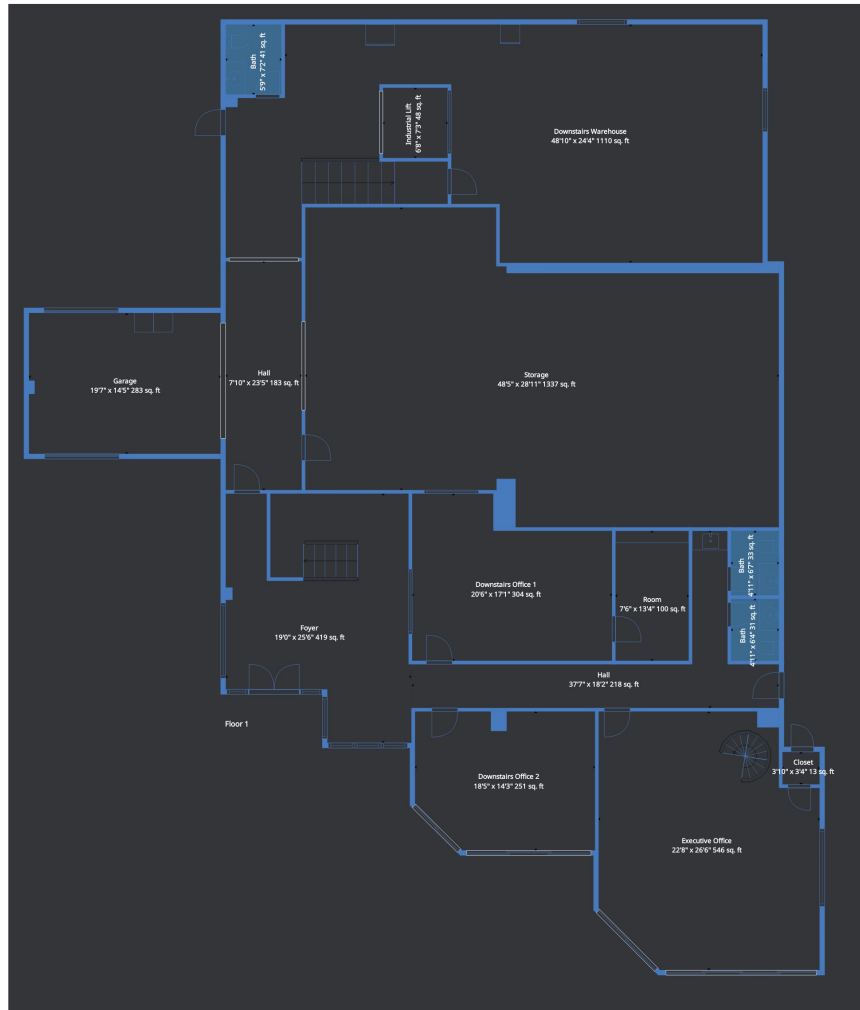 Bath
5'9" x 7'2" 41 sq. ft
Industrial Lift
6'8" x 7'3" 48 sq. ft
Downstairs Warehouse
48'10" x 24'4" 1110 sq. ft
Garage
19'7" x 14'5" 283 sq. ft
Hall
7'10" x 23'5" 183 sq. ft
Storage
48'5" x 28'11" 1337 sq. ft
Bath
4'11" x 6'7" 33 sq. ft
Downstairs Office 1
20'6" x 17'1" 304 sq. ft
Room
7'6" x 13'4" 100 sq. ft
Foyer
19'0" x 25'6" 419 sq. ft
Bath
4'11" x 6'4" 31 sq. ft
Hall
37'7" x 18'2" 218 sq. ft
Floor 1
Closet
3'10" x 3'4" 13 sq. ft
Downstairs Office 2
18'5" x 14'3" 251 sq. ft
Executive Office
22'8" x 26'6" 546 sq. ft